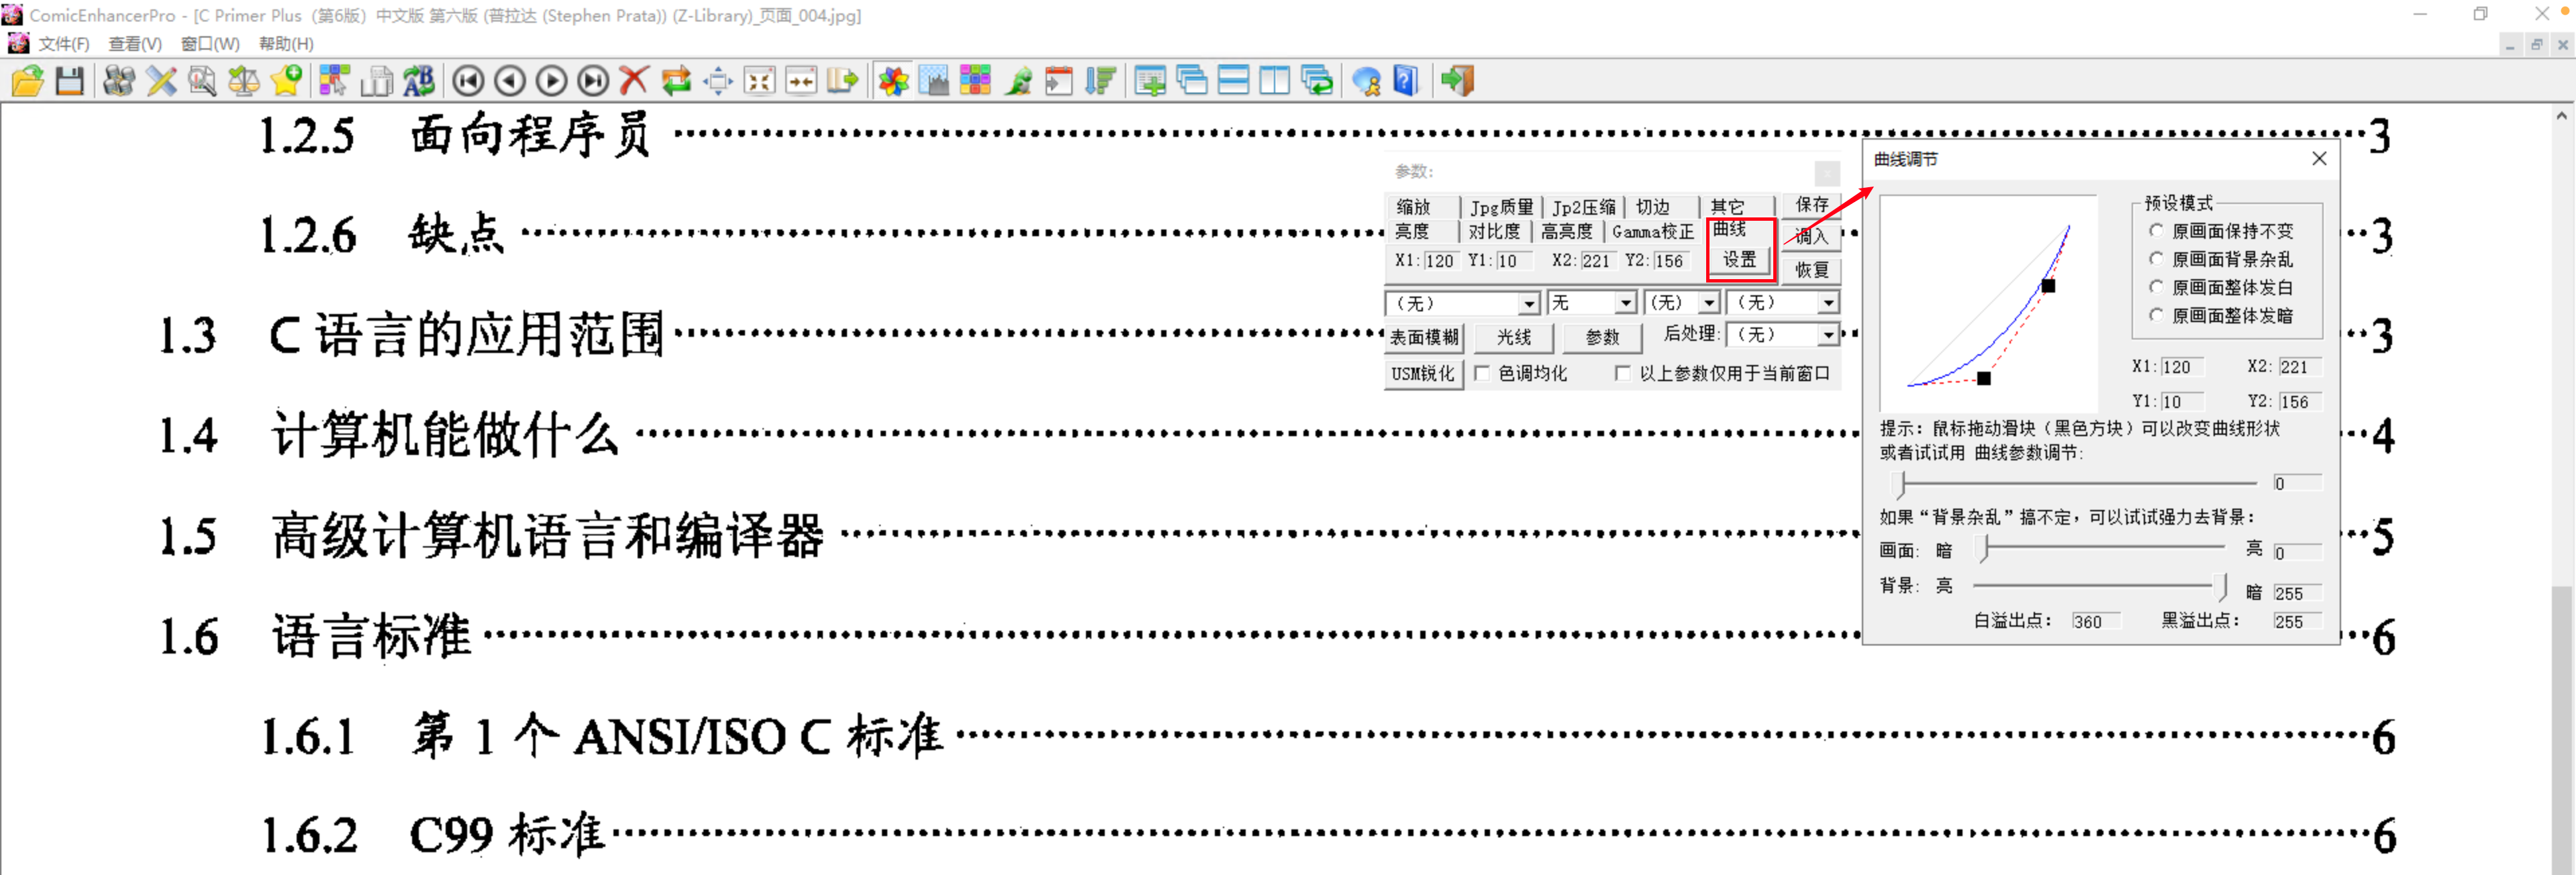 ComicEnhancerPro - [C Primer Plus（第6版）中文版 第六版 (普拉达 (Stephen Prata)) (Z-Library)_页面_004.jpg]
文件(F) 查看(V) 窗口(W) 帮助(H)
1.2.5 面向程序员 3
1.2.6 缺点 3
1.3 C 语言的应用范围 3
1.4 计算机能做什么 4
1.5 高级计算机语言和编译器 5
1.6 语言标准 6
1.6.1 第 1 个 ANSI/ISO C 标准 6
1.6.2 C99 标准 6
参数:
缩放 Jpg质量 Jp2压缩 切边 其它 保存
亮度 对比度 高亮度 Gamma校正 曲线 调入
X1: 120 Y1: 10 X2: 221 Y2: 156 设置 恢复
（无） 无 (无) （无）
表面模糊 光线 参数 后处理: （无）
USM锐化 色调均化 以上参数仅用于当前窗口
曲线调节
预设模式
原画面保持不变
原画面背景杂乱
原画面整体发白
原画面整体发暗
X1: 120 X2: 221
Y1: 10 Y2: 156
提示: 鼠标拖动滑块（黑色方块）可以改变曲线形状
或者试试用 曲线参数调节:
0
如果“背景杂乱”搞不定，可以试试强力去背景:
画面: 暗 亮 0
背景: 亮 暗 255
白溢出点: 360 黑溢出点: 255